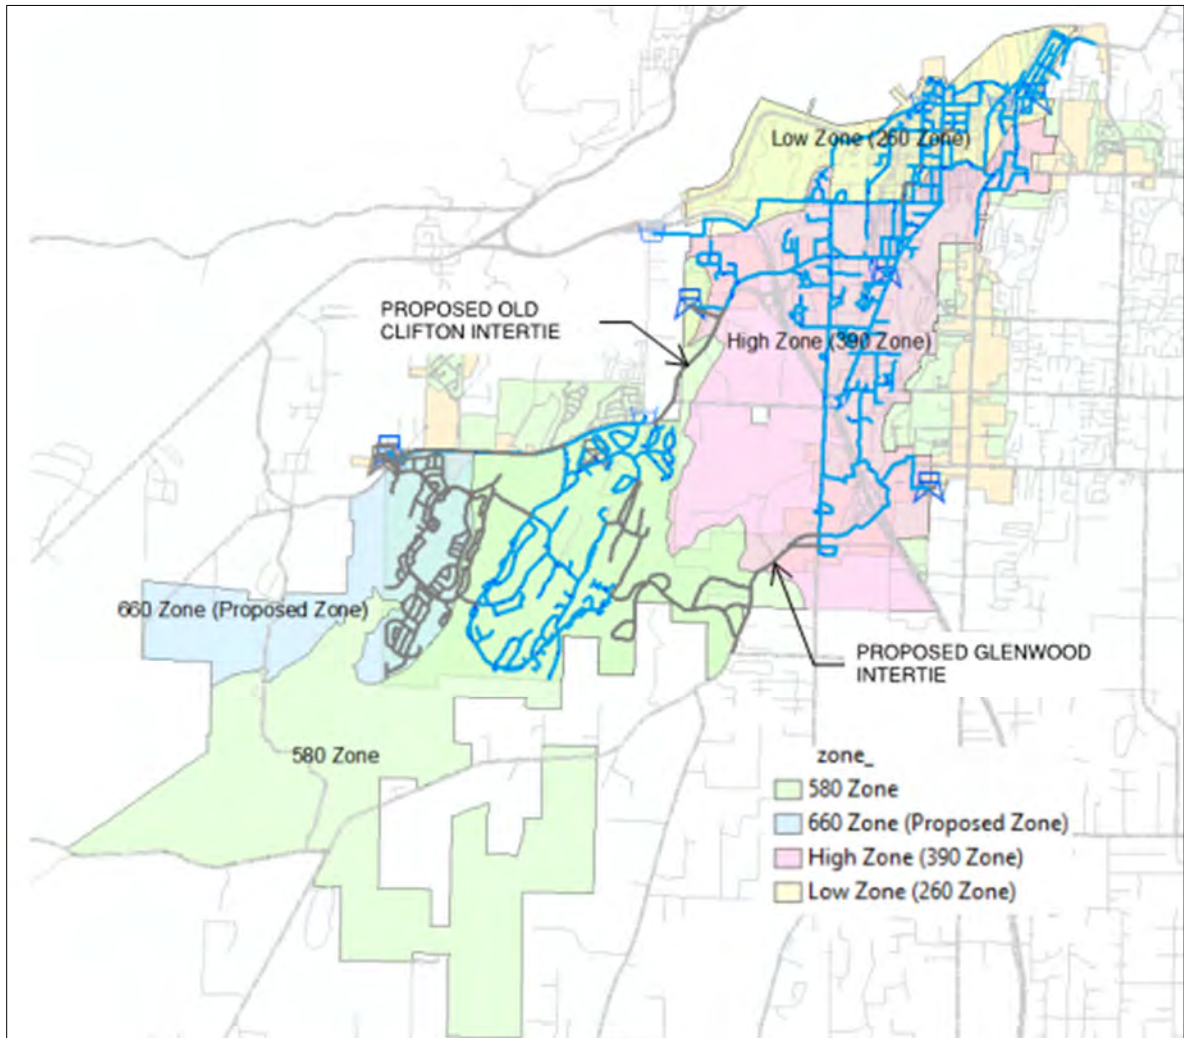 Low Zone (260 Zone)
PROPOSED OLD
CLIFTON INTERTIE
High Zone (390 Zone)
660 Zone (Proposed Zone)
PROPOSED GLENWOOD
INTERTIE
580 Zone
zone_
580 Zone
660 Zone (Proposed Zone)
High Zone (390 Zone)
Low Zone (260 Zone)